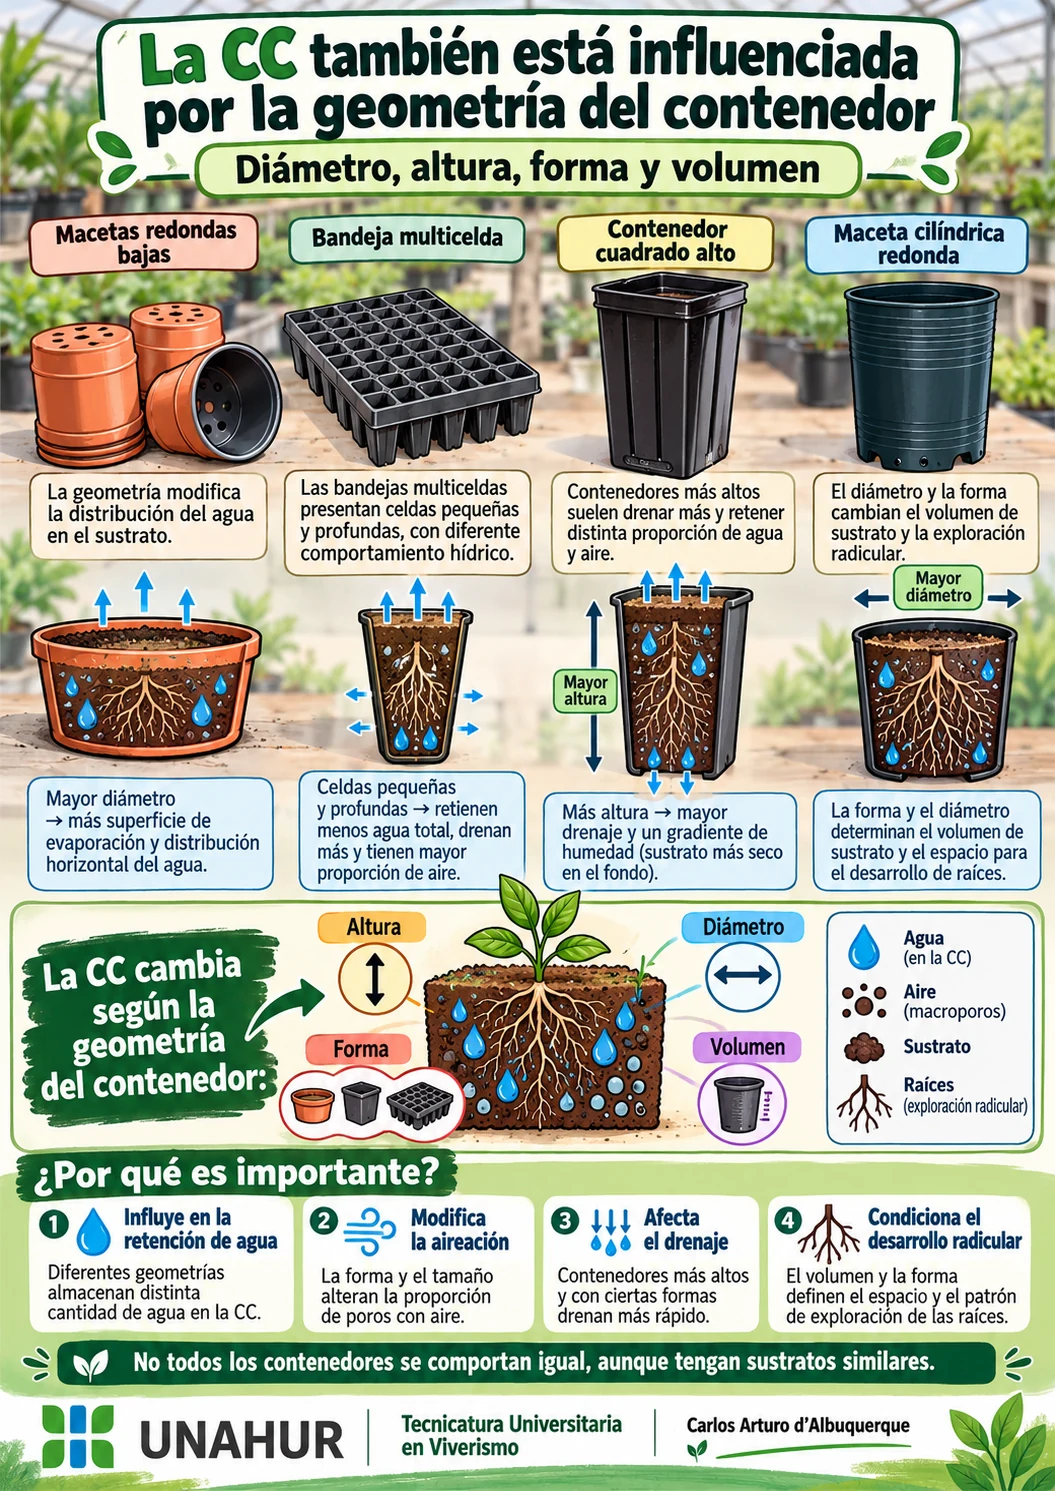 La CC también está influenciada
por la geometría del contenedor
Diámetro, altura, forma y volumen
Macetas redondas
bajas
Bandeja multicelda
Contenedor
cuadrado alto
Maceta cilíndrica
redonda
La geometría modifica
la distribución del agua
en el sustrato.
Las bandejas multiceldas
presentan celdas pequeñas
y profundas, con diferente
comportamiento hídrico.
Contenedores más altos
suelen drenar más y retener
distinta proporción de agua
y aire.
El diámetro y la forma
cambian el volumen de
sustrato y la exploración
radicular.
Mayor
altura
Mayor
diámetro
Mayor diámetro
→ más superficie de
evaporación y distribución
horizontal del agua.
Celdas pequeñas
y profundas → retienen
menos agua total, drenan
más y tienen mayor
proporción de aire.
Más altura → mayor
drenaje y un gradiente de
humedad (sustrato más seco
en el fondo).
La forma y el diámetro
determinan el volumen de
sustrato y el espacio para
el desarrollo de raíces.
La CC cambia
según la
geometría
del contenedor:
Altura
Forma
Diámetro
Volumen
Agua
(en la CC)
Aire
(macroporos)
Sustrato
Raíces
(exploración radicular)
¿Por qué es importante?
1 Influye en la
retención de agua
Diferentes geometrías
almacenan distinta
cantidad de agua en la CC.
2 Modifica
la aireación
La forma y el tamaño
alteran la proporción
de poros con aire.
3 Afecta
el drenaje
Contenedores más altos
y con ciertas formas
drenan más rápido.
4 Condiciona el
desarrollo radicular
El volumen y la forma
definen el espacio y el patrón
de exploración de las raíces.
No todos los contenedores se comportan igual, aunque tengan sustratos similares.
UNAHUR
Tecnicatura Universitaria
en Viverismo
Carlos Arturo d'Albuquerque